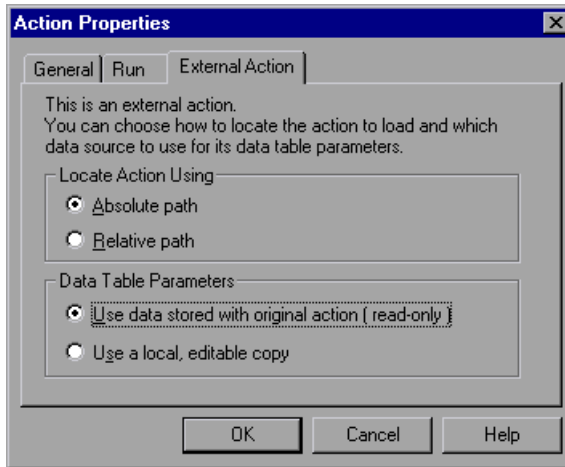 Action Properties
General Run External Action
This is an external action.
You can choose how to locate the action to load and which
data source to use for its data table parameters.
Locate Action Using
Absolute path
Relative path
Data Table Parameters
Use data stored with original action ( read-only )
Use a local, editable copy
OK Cancel Help